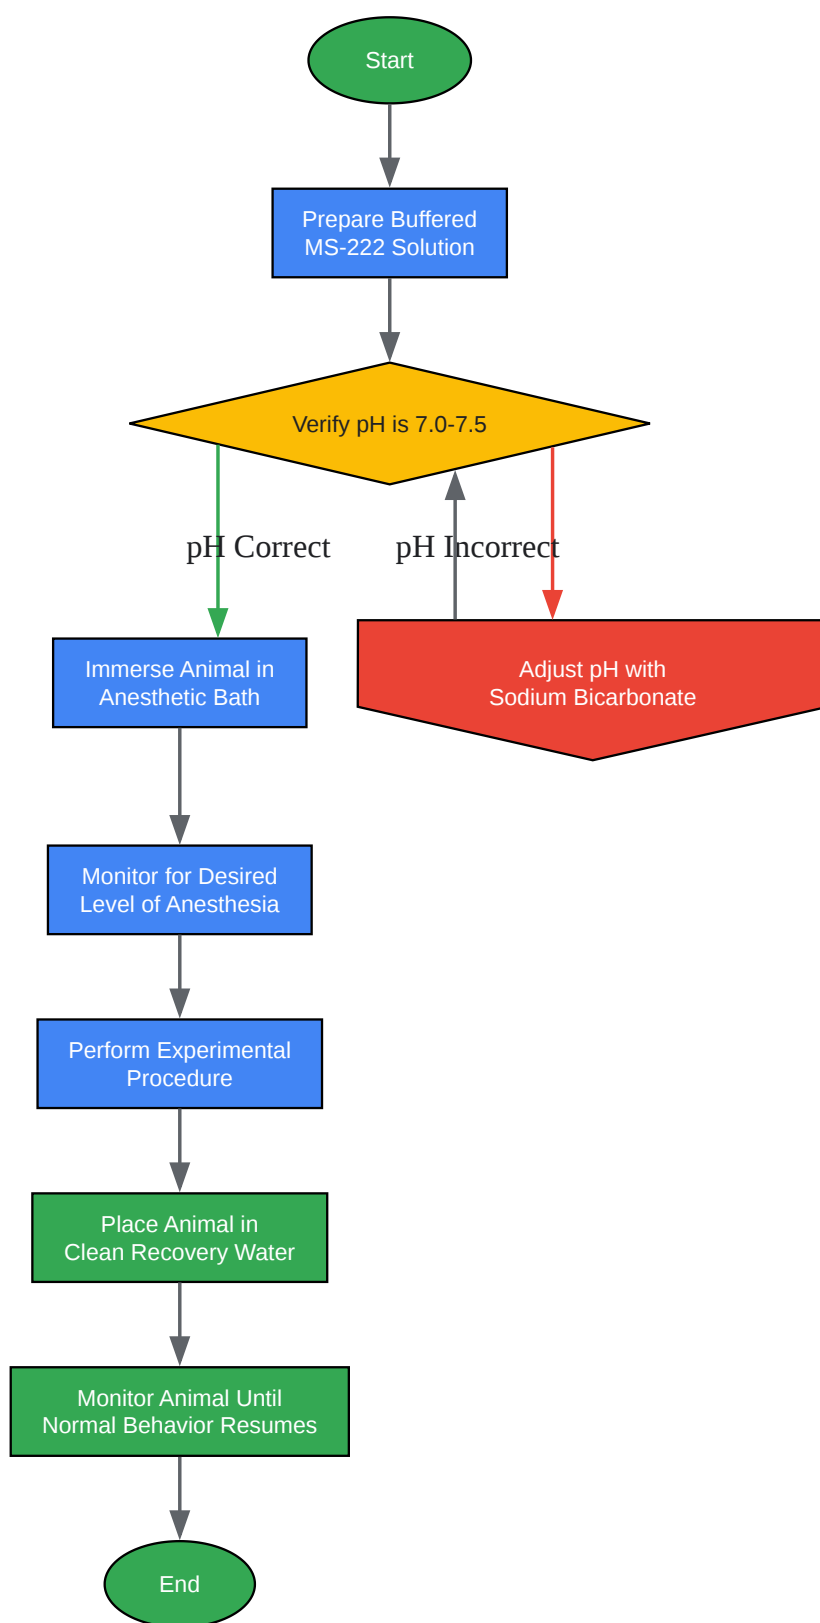 Start
Prepare Buffered
MS-222 Solution
Verify pH is 7.0-7.5
pH Correct
pH Incorrect
Immerse Animal in
Anesthetic Bath
Adjust pH with
Sodium Bicarbonate
Monitor for Desired
Level of Anesthesia
Perform Experimental
Procedure
Place Animal in
Clean Recovery Water
Monitor Animal Until
Normal Behavior Resumes
End